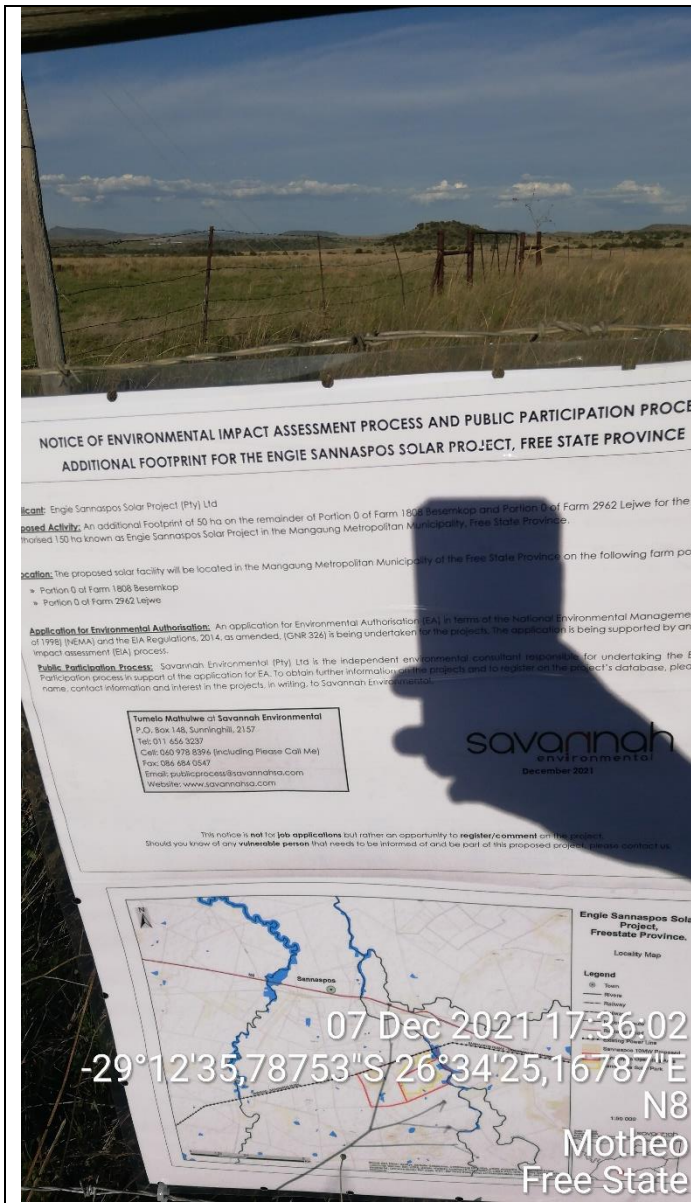 NOTICE OF ENVIRONMENTAL IMPACT ASSESSMENT PROCESS AND PUBLIC PARTICIPATION PROCE
ADDITIONAL FOOTPRINT FOR THE ENGIE SANNASPOS SOLAR PROJECT, FREE STATE PROVINCE
licant: Engie Sannaspos Solar Project (Pty) Ltd
posed Activity: An additional Footprint of 50 ha on the remainder of Portion 0 of Farm 1808 Besemkop and Portion 0 of Farm 2962 Lejwe for the
thorised 150 ha known as Engie Sannaspos Solar Project in the Mangaung Metropolitan Municipality, Free State Province.
ocation: The proposed solar facility will be located in the Mangaung Metropolitan Municipality of the Free State Province on the following farm po
» Portion 0 of Farm 1808 Besemkop
» Portion 0 of Farm 2962 Lejwe
Application for Environmental Authorisation: An application for Environmental Authorisation (EA) in terms of the National Environmental Manageme
of 1998) (NEMA) and the EIA Regulations, 2014, as amended, (GNR 326) is being undertaken for the projects. The application is being supported by an
impact assessment (EIA) process.
Public Participation Process: Savannah Environmental (Pty) Ltd is the independent environmental consultant responsible for undertaking the E
Participation process in support of the application for EA. To obtain further information on the projects and to register on the project's database, plea
name, contact information and interest in the projects, in writing, to Savannah Environmental.
Tumelo Mathulwe at Savannah Environmental
P.O. Box 148, Sunninghill, 2157
Tel: 011 656 3237
Cell: 060 978 8396 (including Please Call Me)
Fax: 086 684 0547
Email: publicprocess@savannahsa.com
Website: www.savannahsa.com
savannah
environmental
December 2021
This notice is not for job applications but rather an opportunity to register/comment on the project.
Should you know of any vulnerable person that needs to be informed of and be part of this proposed project, please contact us.
N
Sannaspos
Engie Sannaspos Sola
Project,
Freestate Province.
Locality Map
Legend
Town
Rivers
Railway
Existing Power Line
07 Dec 2021 17:36:02
-29°12'35,78753"S 26°34'25,16787"E
N8
Motheo
Free State